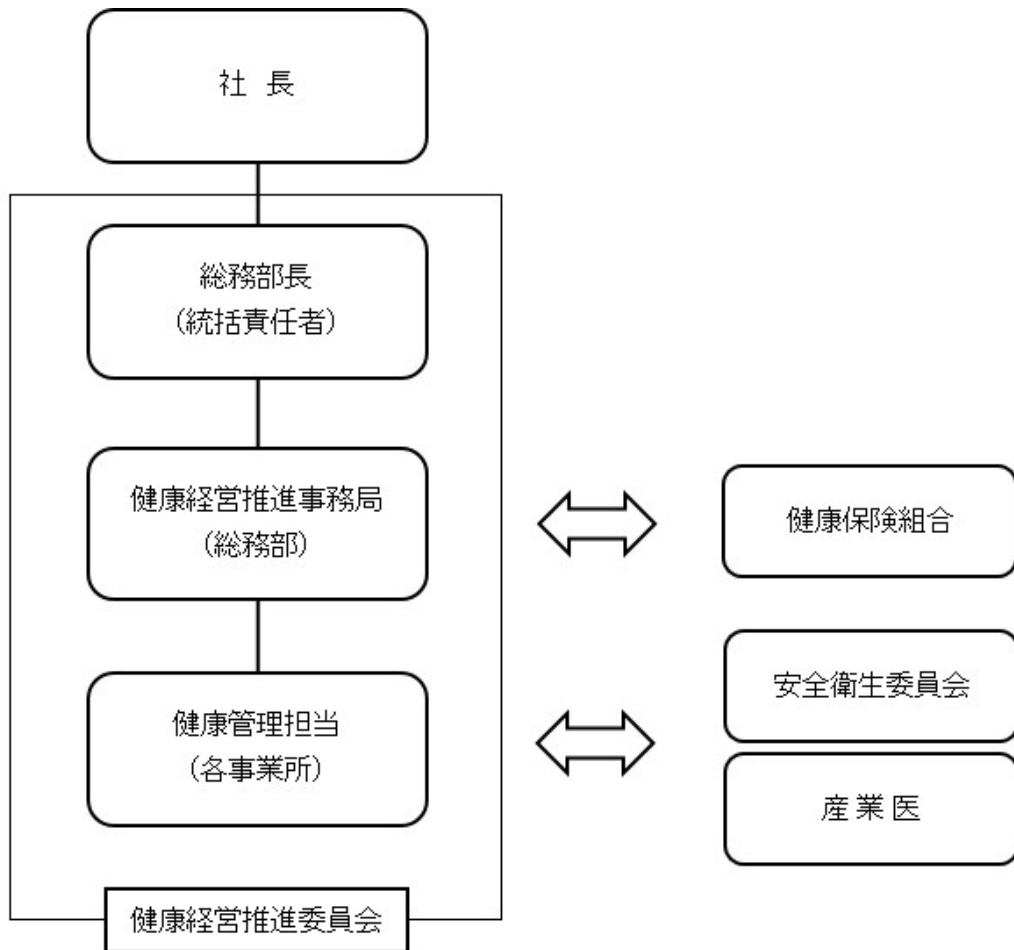 社 長
総務部長
(統括責任者)
健康経営推進事務局
(総務部)
健康保険組合
健康管理担当
(各事業所)
安全衛生委員会
産 業 医
健康経営推進委員会